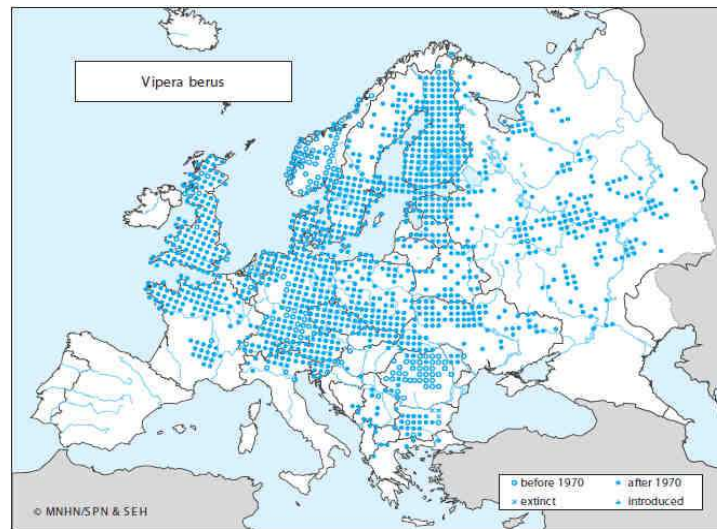 Vipera berus
before 1970
after 1970
extinct
introduced
© MNHN/SPN & SEH